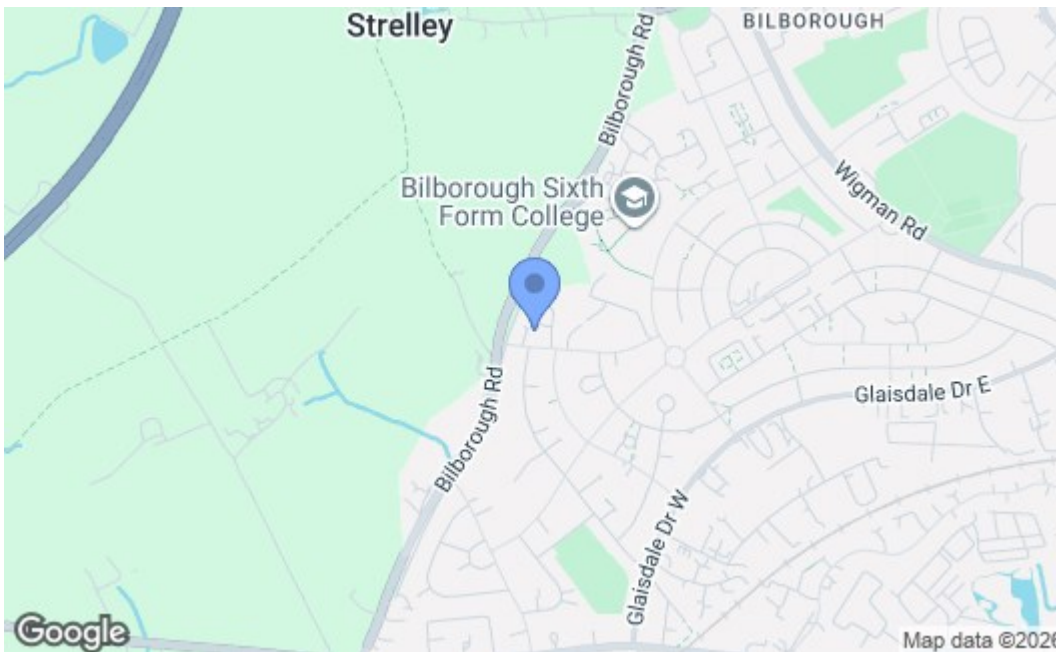 Strelley
BILBOROUGH
Bilborough Rd
Bilborough Sixth
Form College
Wigman Rd
Bilborough Rd
Glaisdale Dr E
Glaisdale Dr W
Google
Map data ©2026